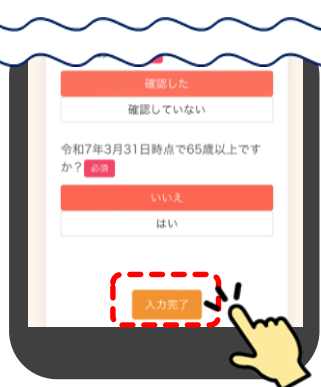 確認した
確認していない
令和7年3月31日時点で65歳以上です
か？ 必須
いいえ
はい
入力完了